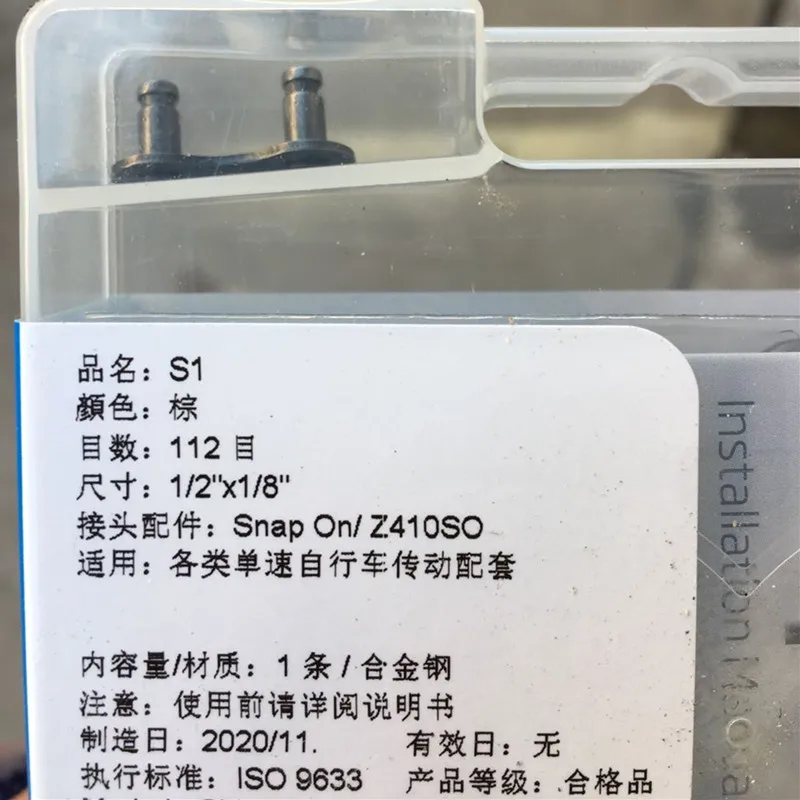 品名：S1
顏色：棕
目数：112 目
尺寸：1/2"x1/8"
接头配件：Snap On/ Z410SO
适用：各类单速自行车传动配套
内容量/材质：1 条 / 合金钢
注意：使用前请详阅说明书
制造日：2020/11. 有效日：无
执行标准：ISO 9633 产品等级：合格品
Installation Manua